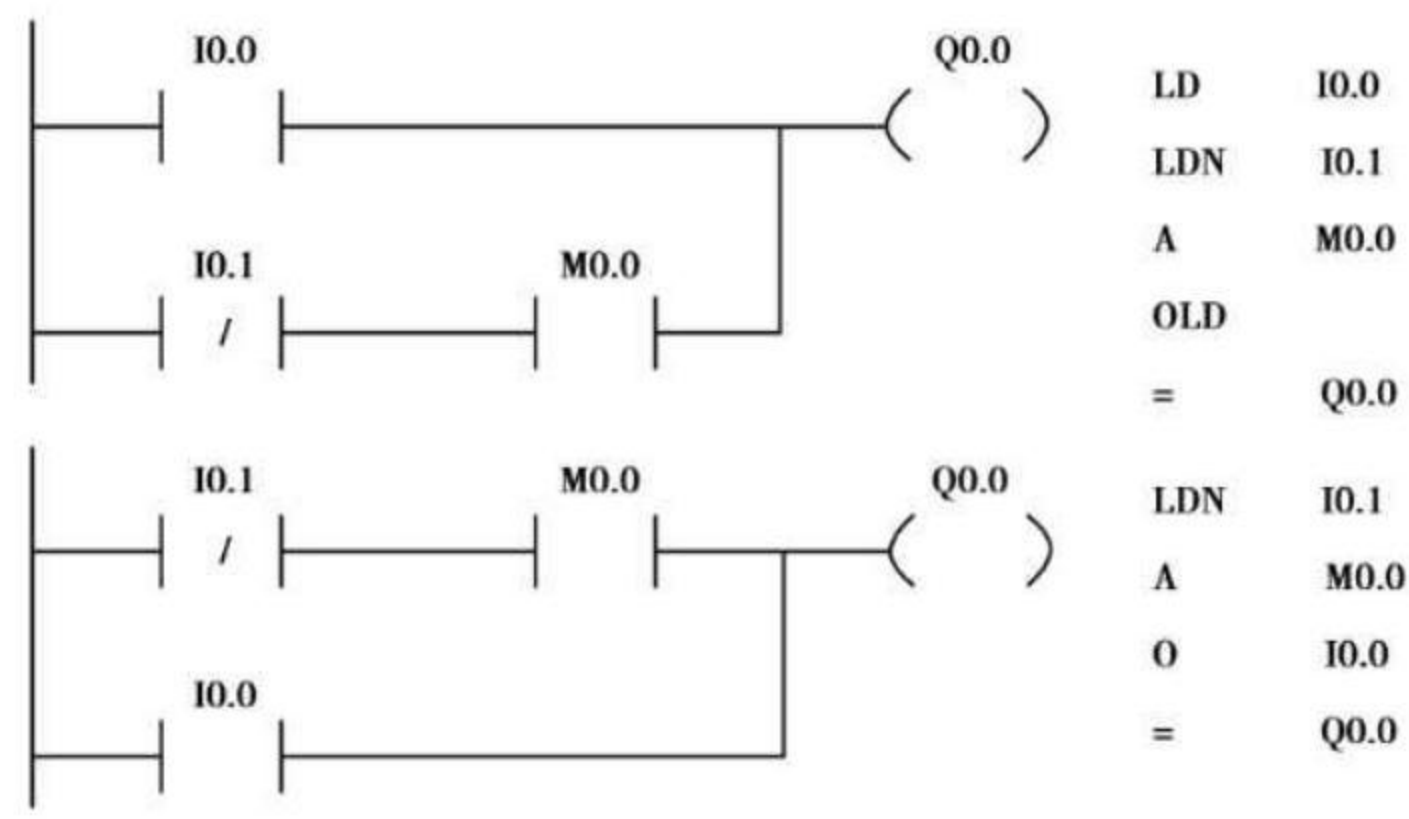 I0.0 Q0.0
I0.1 M0.0
/
LD I0.0
LDN I0.1
A M0.0
OLD
= Q0.0
I0.1 M0.0 Q0.0
/
I0.0
LDN I0.1
A M0.0
O I0.0
= Q0.0